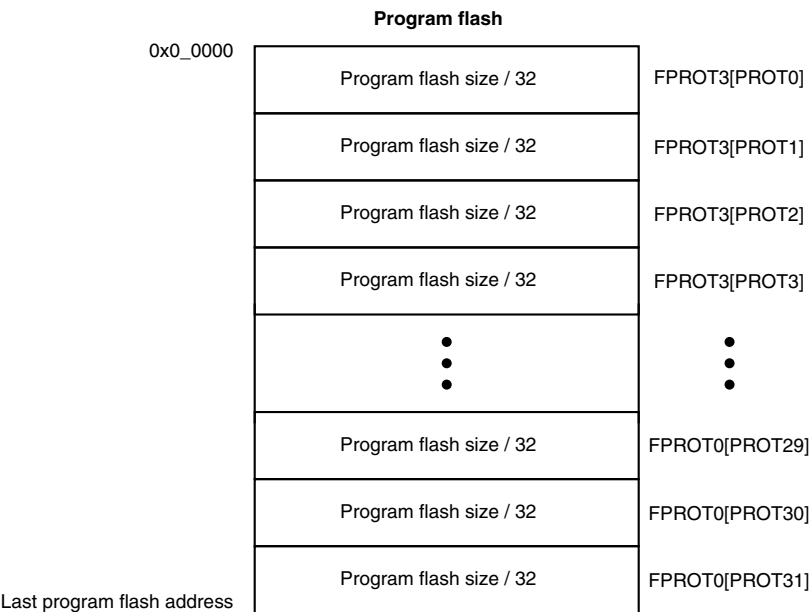 Program flash
0x0_0000
Program flash size / 32
FPROT3[PROT0]
Program flash size / 32
FPROT3[PROT1]
Program flash size / 32
FPROT3[PROT2]
Program flash size / 32
FPROT3[PROT3]
Program flash size / 32
FPROT0[PROT29]
Program flash size / 32
FPROT0[PROT30]
Program flash size / 32
FPROT0[PROT31]
Last program flash address